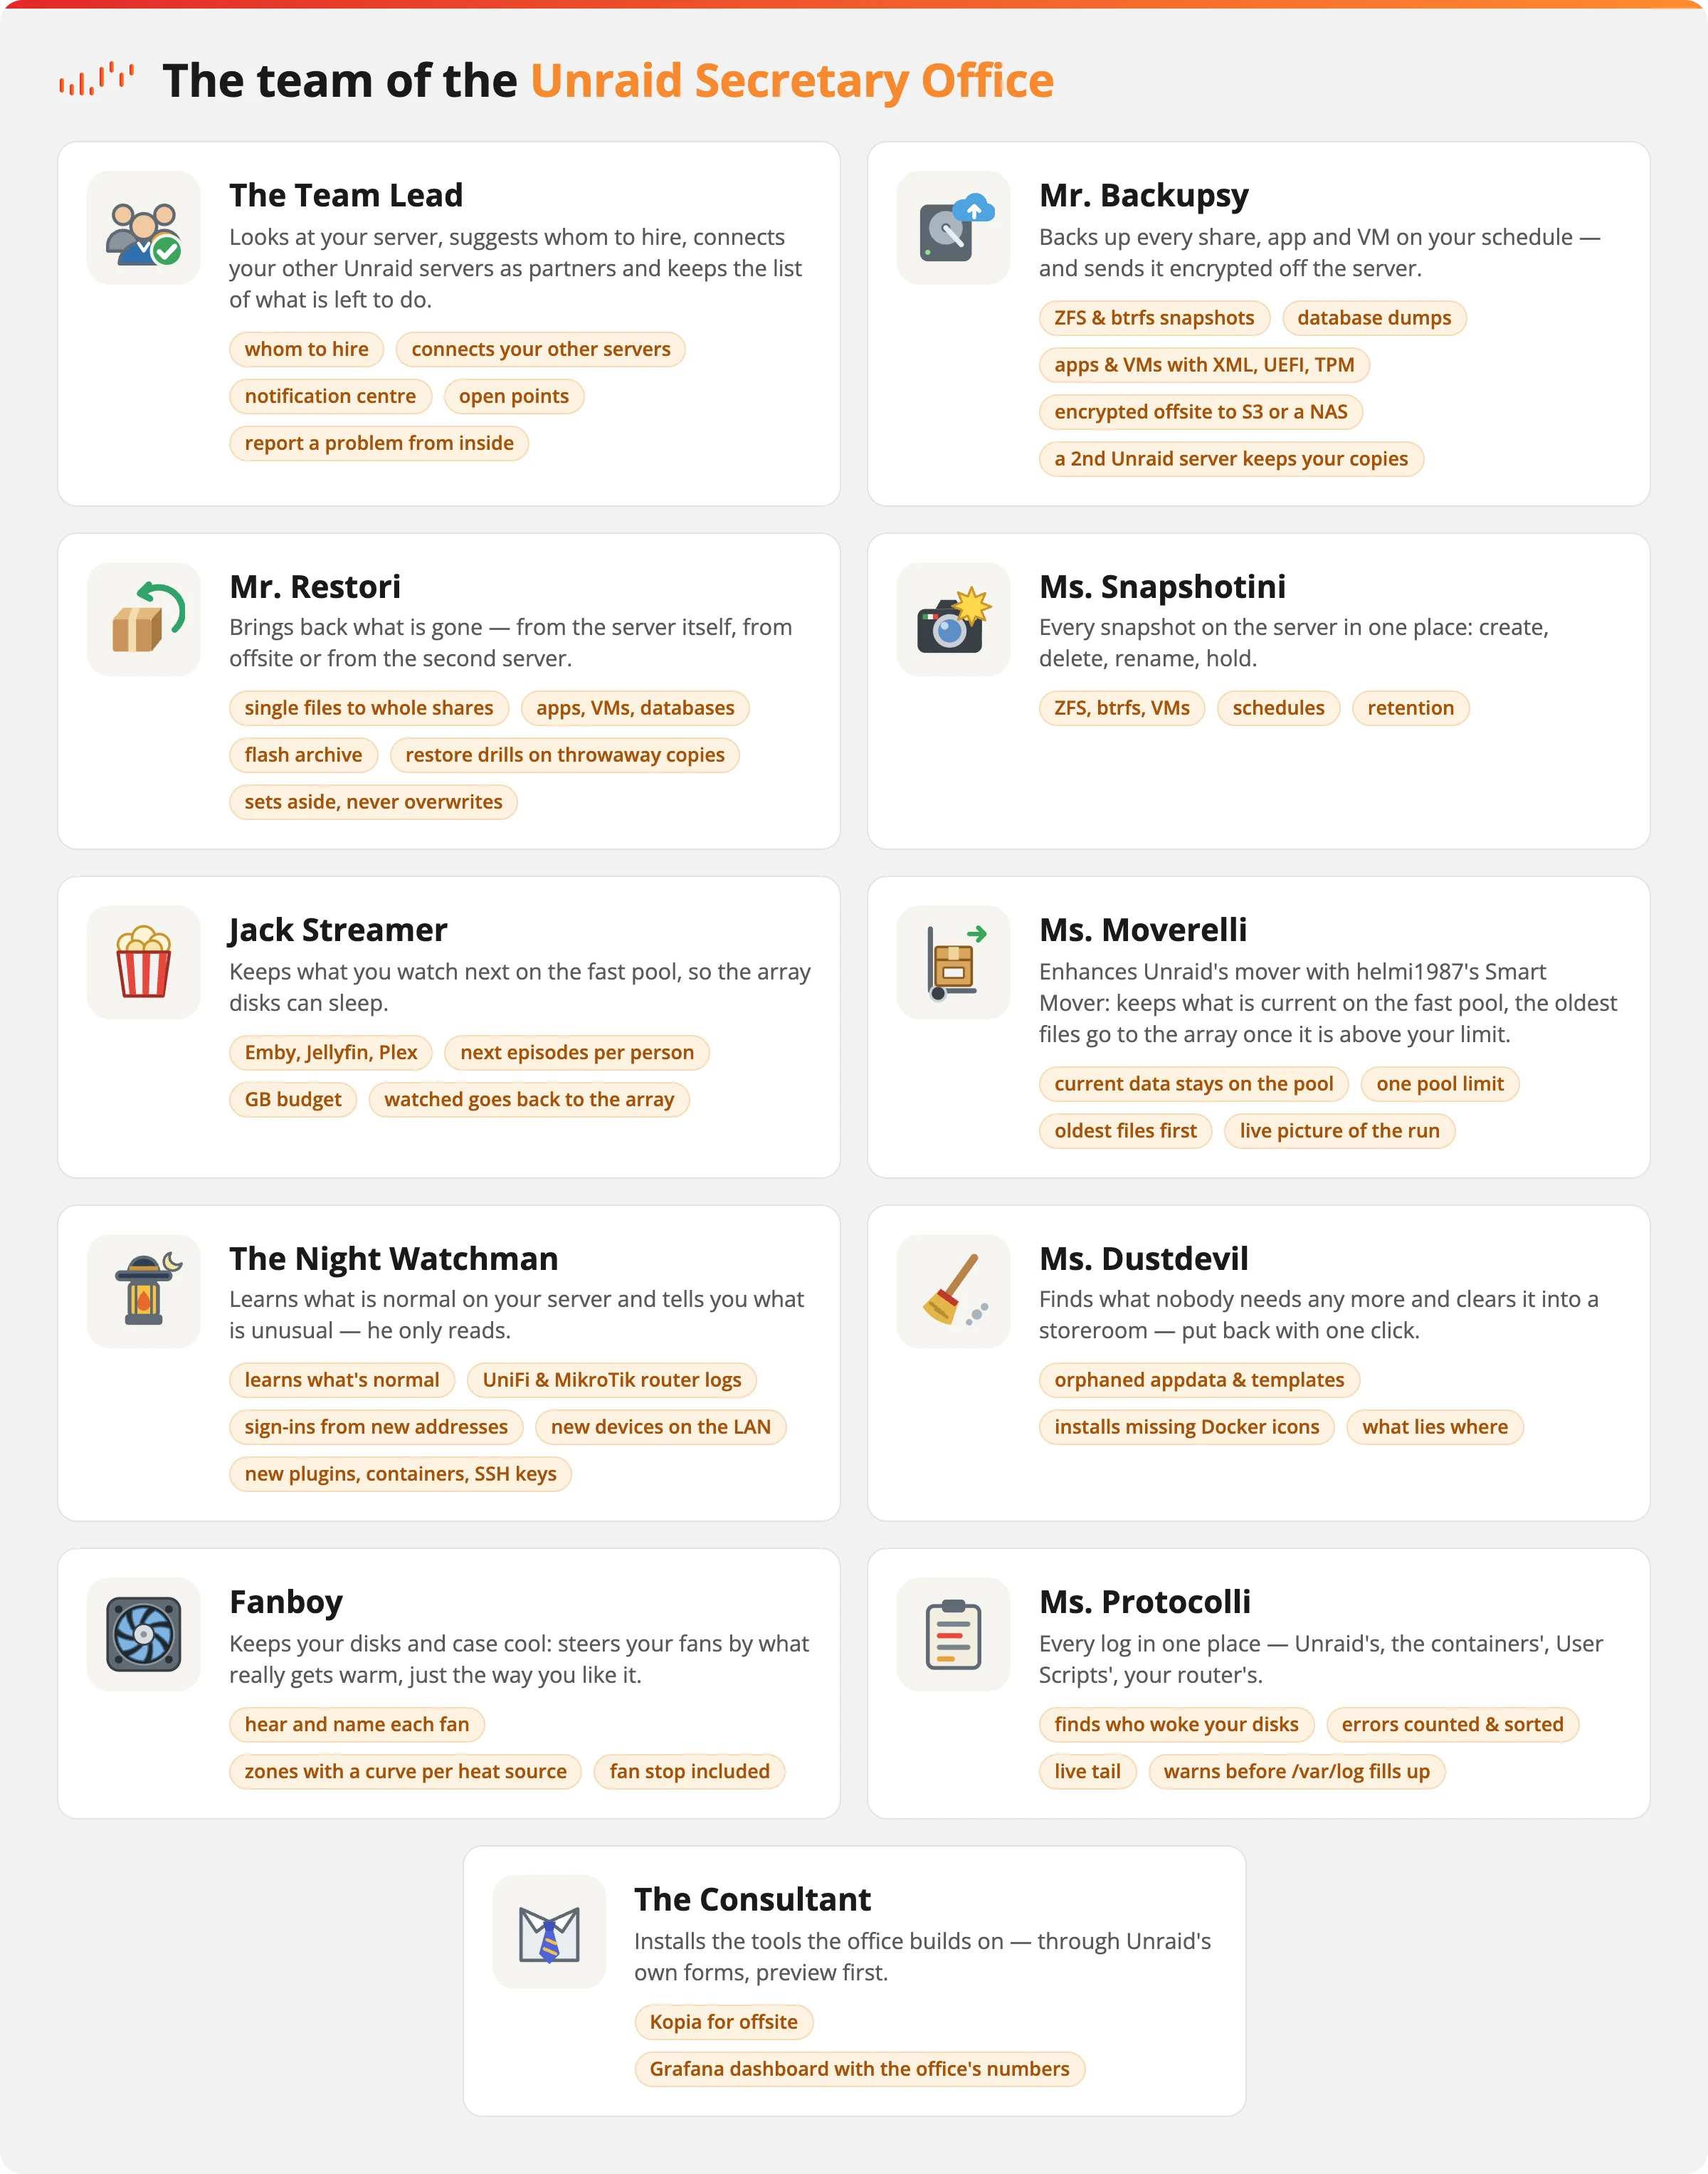 The team of the Unraid Secretary Office
The Team Lead
Looks at your server, suggests whom to hire, connects
your other Unraid servers as partners and keeps the list
of what is left to do.
whom to hire
connects your other servers
notification centre
open points
report a problem from inside
Mr. Backupsy
Backs up every share, app and VM on your schedule —
and sends it encrypted off the server.
ZFS & btrfs snapshots
database dumps
apps & VMs with XML, UEFI, TPM
encrypted offsite to S3 or a NAS
a 2nd Unraid server keeps your copies
Mr. Restori
Brings back what is gone — from the server itself, from
offsite or from the second server.
single files to whole shares
apps, VMs, databases
flash archive
restore drills on throwaway copies
sets aside, never overwrites
Ms. Snapshotini
Every snapshot on the server in one place: create,
delete, rename, hold.
ZFS, btrfs, VMs
schedules
retention
Jack Streamer
Keeps what you watch next on the fast pool, so the array
disks can sleep.
Emby, Jellyfin, Plex
next episodes per person
GB budget
watched goes back to the array
Ms. Moverelli
Enhances Unraid's mover with helmi1987's Smart
Mover: keeps what is current on the fast pool, the oldest
files go to the array once it is above your limit.
current data stays on the pool
one pool limit
oldest files first
live picture of the run
The Night Watchman
Learns what is normal on your server and tells you what
is unusual — he only reads.
learns what's normal
UniFi & MikroTik router logs
sign-ins from new addresses
new devices on the LAN
new plugins, containers, SSH keys
Ms. Dustdevil
Finds what nobody needs any more and clears it into a
storeroom — put back with one click.
orphaned appdata & templates
installs missing Docker icons
what lies where
Fanboy
Keeps your disks and case cool: steers your fans by what
really gets warm, just the way you like it.
hear and name each fan
zones with a curve per heat source
fan stop included
Ms. Protocolli
Every log in one place — Unraid's, the containers', User
Scripts', your router's.
finds who woke your disks
errors counted & sorted
live tail
warns before /var/log fills up
The Consultant
Installs the tools the office builds on — through Unraid's
own forms, preview first.
Kopia for offsite
Grafana dashboard with the office's numbers